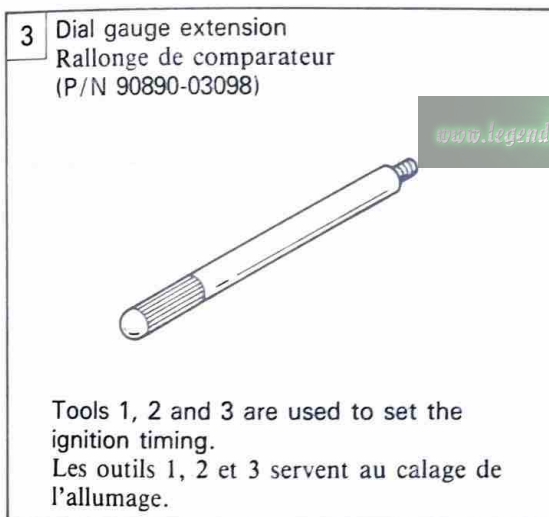 3
Dial gauge extension
Rallonge de comparateur
(P/N 90890-03098)
www.legend
Tools 1, 2 and 3 are used to set the
ignition timing.
Les outils 1, 2 et 3 servent au calage de
l'allumage.